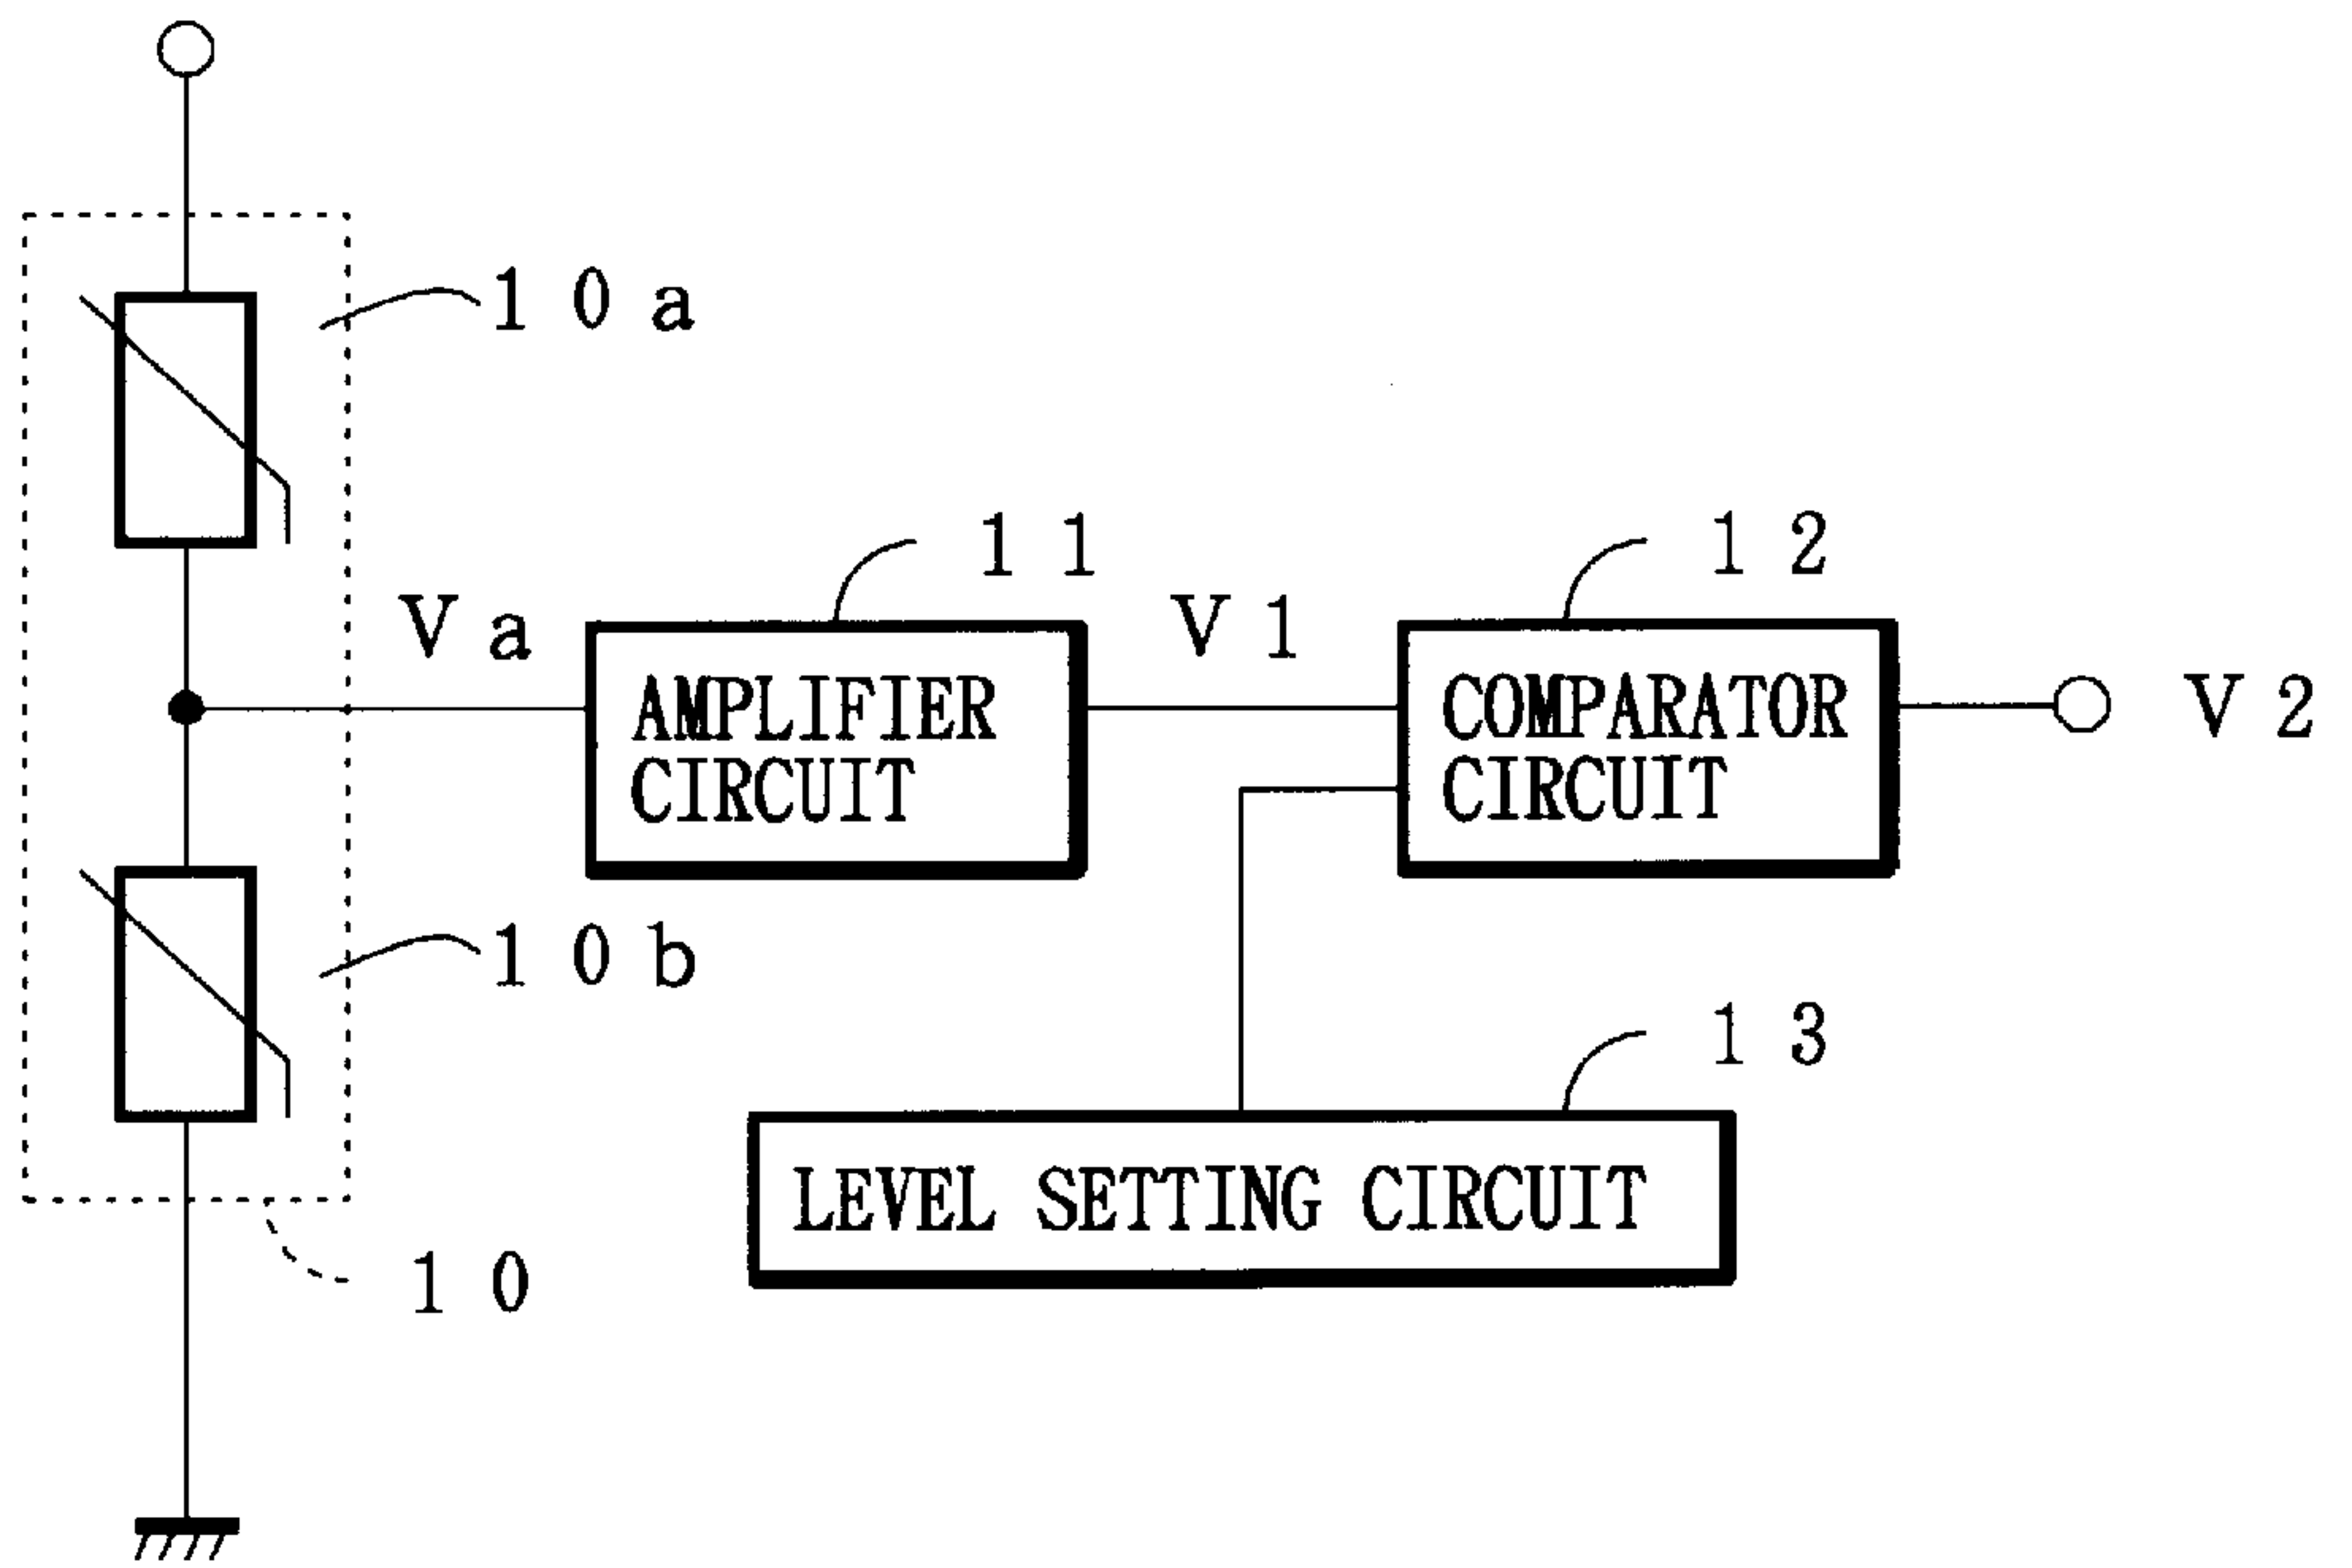 10a
11
12
Va
V1
AMPLIFIER
CIRCUIT
COMPARATOR
CIRCUIT
V2
10b
13
LEVEL SETTING CIRCUIT
10